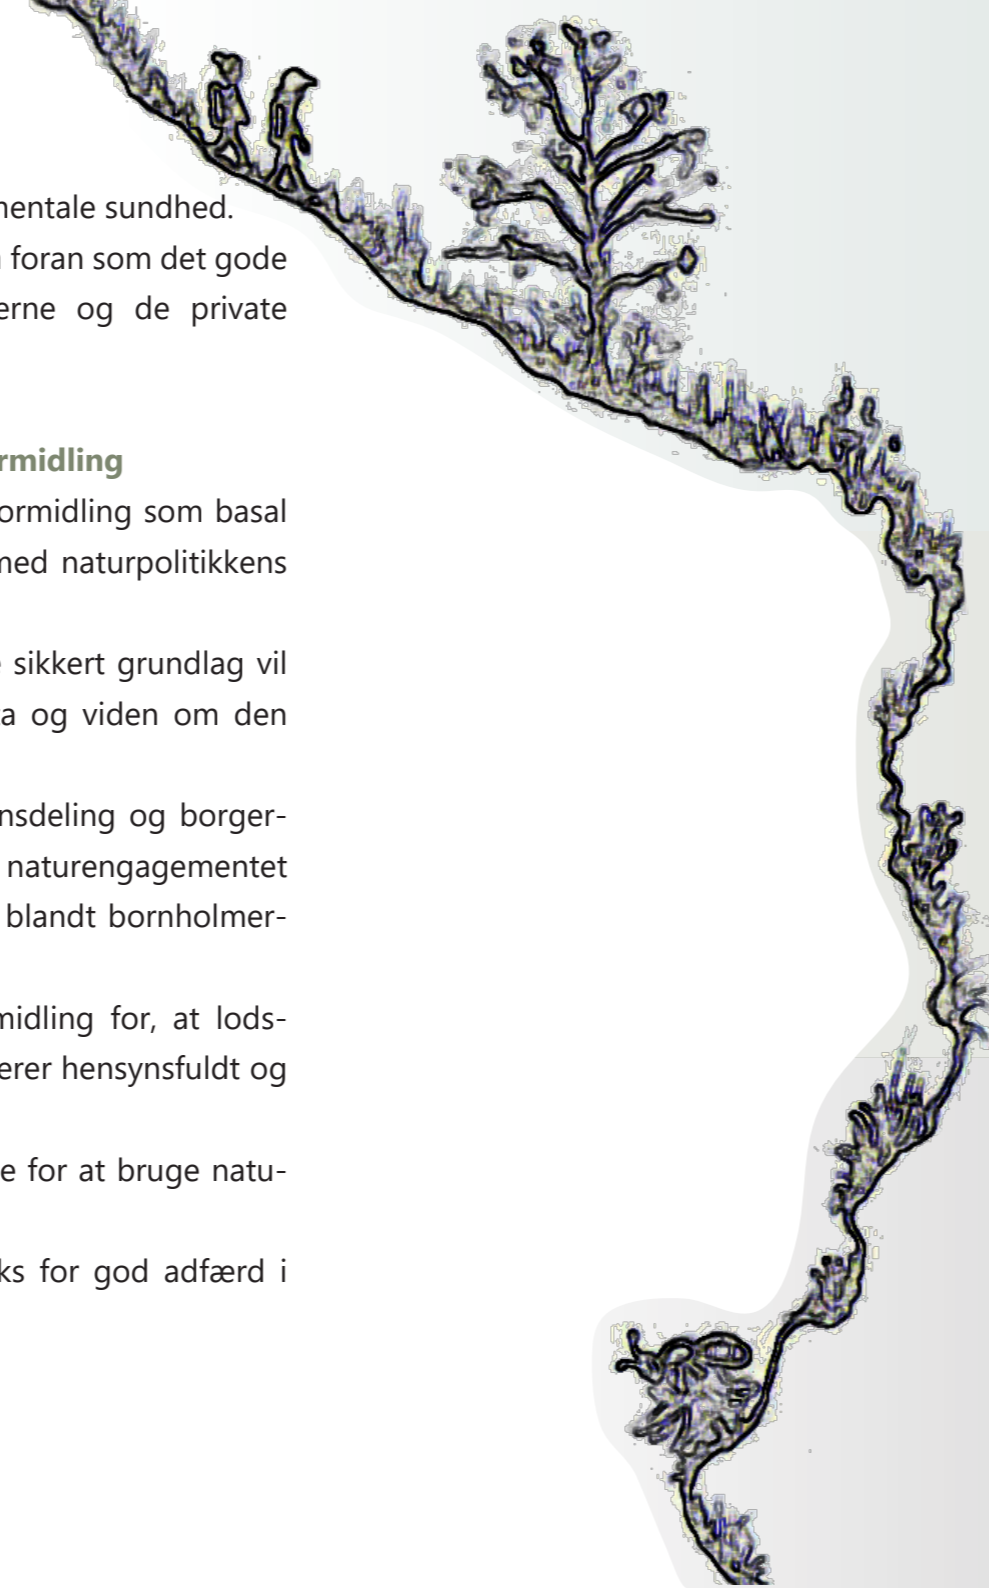 mentale sundhed.
foran som det gode
erne og de private
rmidling
ormidling som basal
med naturpolitikkens
sikkert grundlag vil
a og viden om den
nsdeling og borger-
naturengagementet
blandt bornholmer-
midling for, at lods-
erer hensynsfuldt og
e for at bruge natu-
ks for god adfærd i